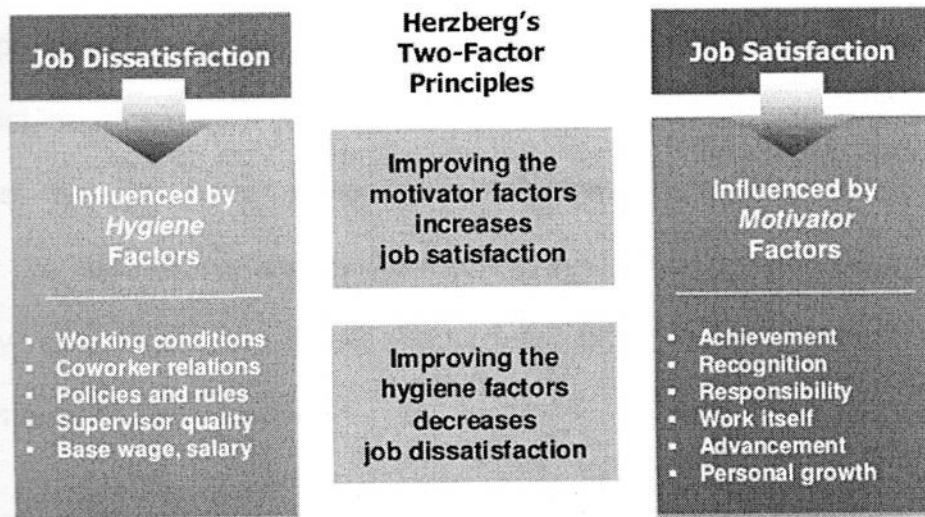 Job Dissatisfaction
Influenced by
Hygiene
Factors
▪ Working conditions
▪ Coworker relations
▪ Policies and rules
▪ Supervisor quality
▪ Base wage, salary
Herzberg's
Two-Factor
Principles
Improving the
motivator factors
increases
job satisfaction
Improving the
hygiene factors
decreases
job dissatisfaction
Job Satisfaction
Influenced by
Motivator
Factors
▪ Achievement
▪ Recognition
▪ Responsibility
▪ Work itself
▪ Advancement
▪ Personal growth